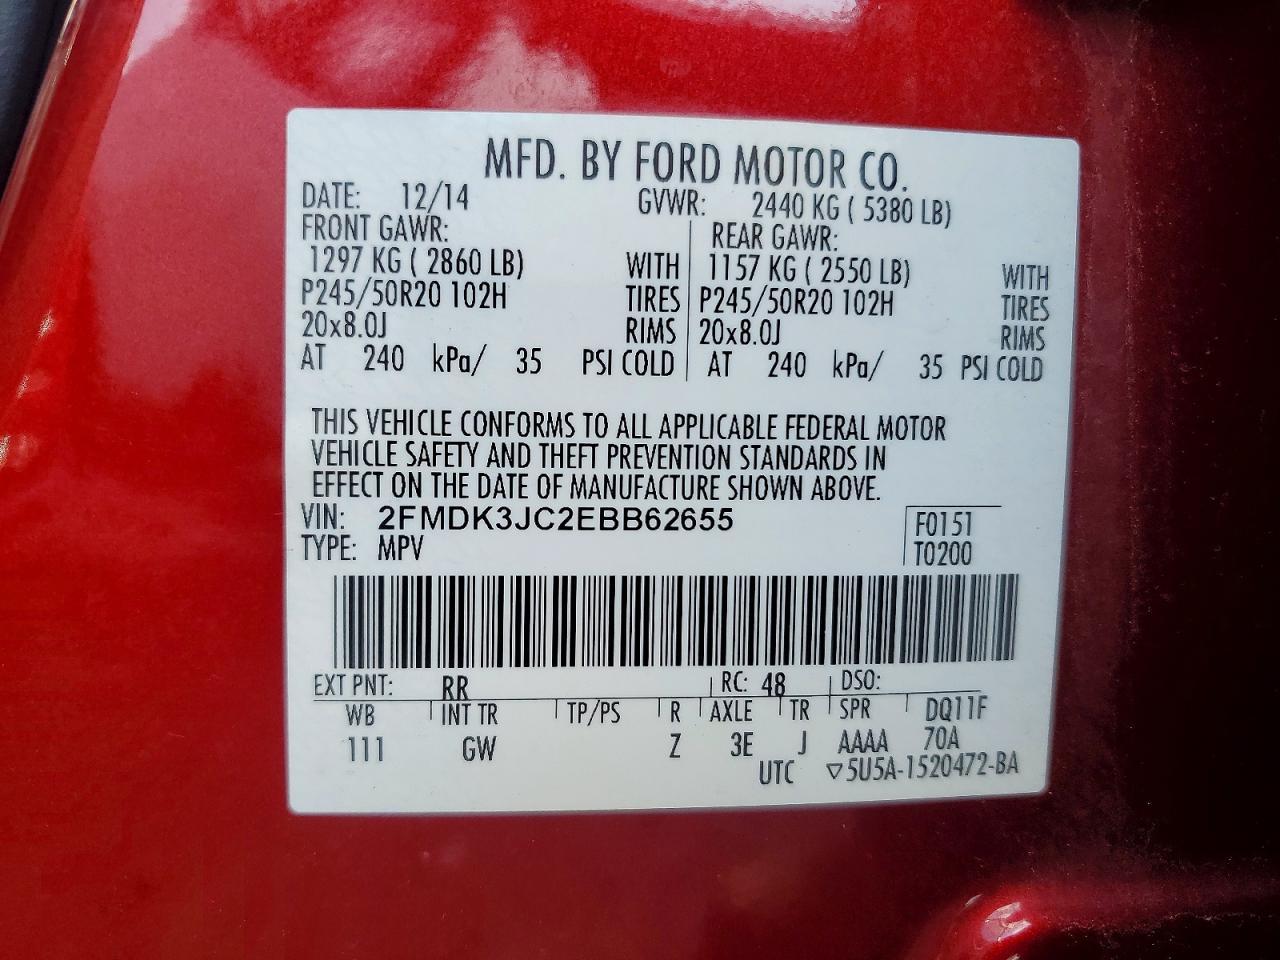 MFD. BY FORD MOTOR CO.
DATE: 12/14 GVWR: 2440 KG ( 5380 LB)
FRONT GAWR: REAR GAWR:
1297 KG ( 2860 LB) WITH 1157 KG ( 2550 LB) WITH
P245/50R20 102H TIRES P245/50R20 102H TIRES
20x8.0J RIMS 20x8.0J RIMS
AT 240 kPa/ 35 PSI COLD AT 240 kPa/ 35 PSI COLD
THIS VEHICLE CONFORMS TO ALL APPLICABLE FEDERAL MOTOR
VEHICLE SAFETY AND THEFT PREVENTION STANDARDS IN
EFFECT ON THE DATE OF MANUFACTURE SHOWN ABOVE.
VIN: 2FMDK3JC2EBB62655 F0151
TYPE: MPV T0200
EXT PNT: RR RC: 48 DSO:
WB INT TR TP/PS R AXLE TR SPR DQ11F
111 GW Z 3E J AAAA 70A
UTC ▽5U5A-1520472-BA